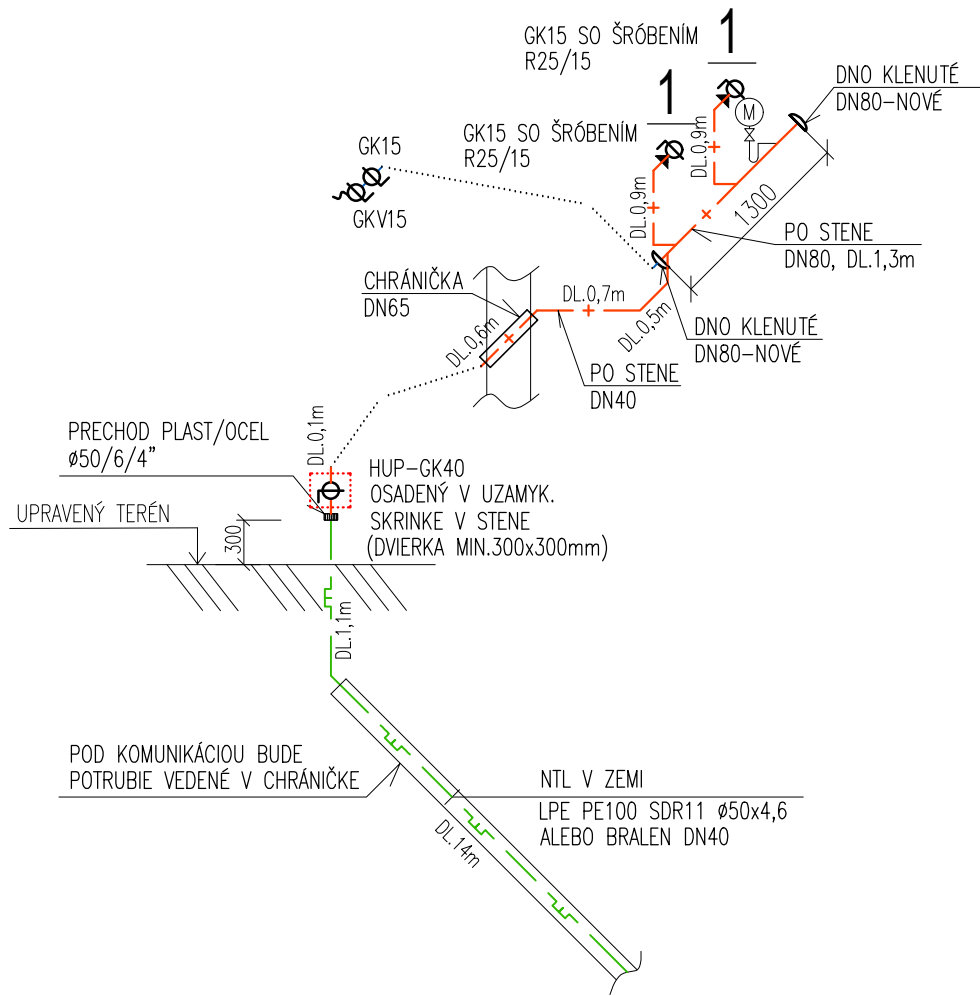 GK15 SO ŠRÓBENÍM
R25/15
1
DNO KLENUTÉ
DN80-NOVÉ
GK15 SO ŠRÓBENÍM
R25/15
1
M
DL.0,9m
DL.0,9m
GK15
GKV15
1300
PO STENE
DN80, DL.1,3m
CHRÁNIČKA
DN65
DL.0,7m
DL.0,6m
DL.0,5m
DNO KLENUTÉ
DN80-NOVÉ
PO STENE
DN40
PRECHOD PLAST/OCEL
ø50/6/4"
DL.0,1m
HUP-GK40
OSADENÝ V UZAMYK.
SKRINKE V STENE
(DVIERKA MIN.300x300mm)
UPRAVENÝ TERÉN
300
DL.1,1m
POD KOMUNIKÁCIOU BUDE
POTRUBIE VEDENÉ V CHRÁNIČKE
NTL V ZEMI
LPE PE100 SDR11 ø50x4,6
ALEBO BRALEN DN40
DL.14m